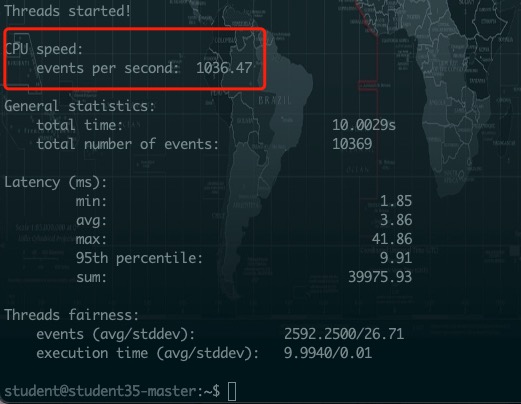 Threads started!
CPU speed:
events per second: 1036.47
General statistics:
total time: 10.0029s
total number of events: 10369
Latency (ms):
min: 1.85
avg: 3.86
max: 41.86
95th percentile: 9.91
sum: 39975.93
Threads fairness:
events (avg/stddev): 2592.2500/26.71
execution time (avg/stddev): 9.9940/0.01
student@student35-master:~$
BRAZIL